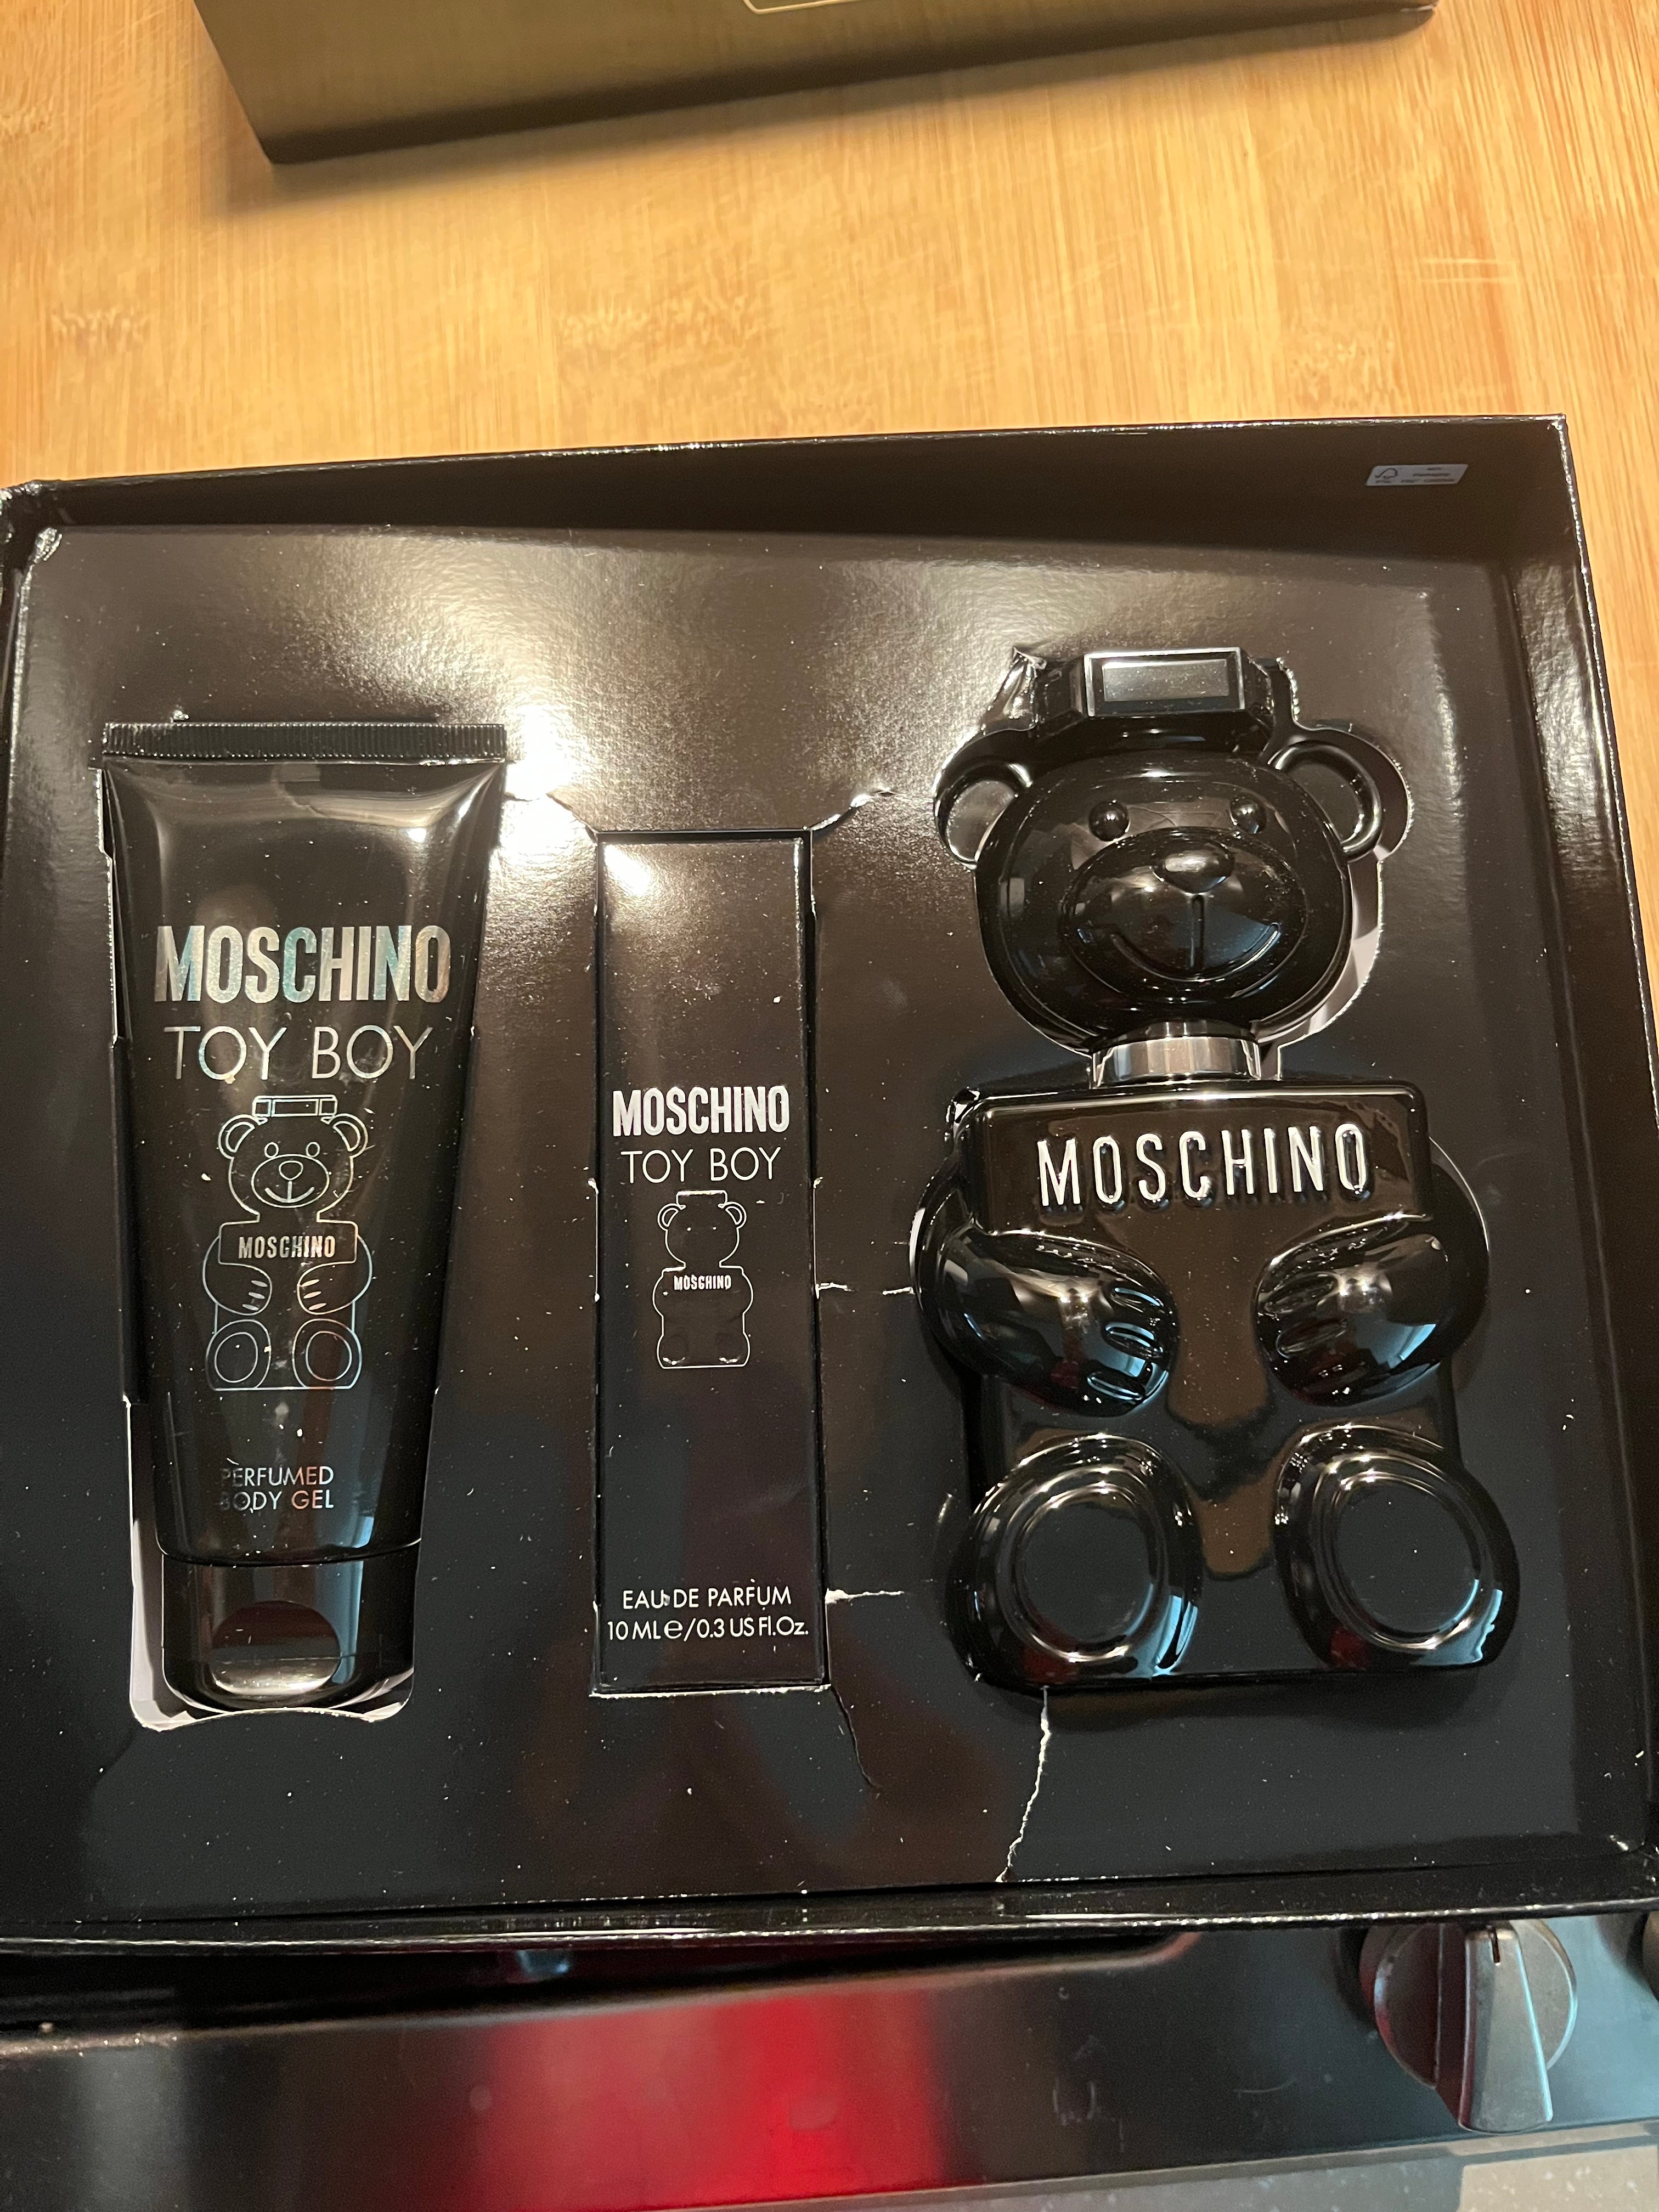 MOSCHINO
TOY BOY
MOSCHINO
PERFUMED
BODY GEL
MOSCHINO
TOY BOY
MOSCHINO
EAU DE PARFUM
10 ML e/0.3 US Fl.Oz.
MOSCHINO